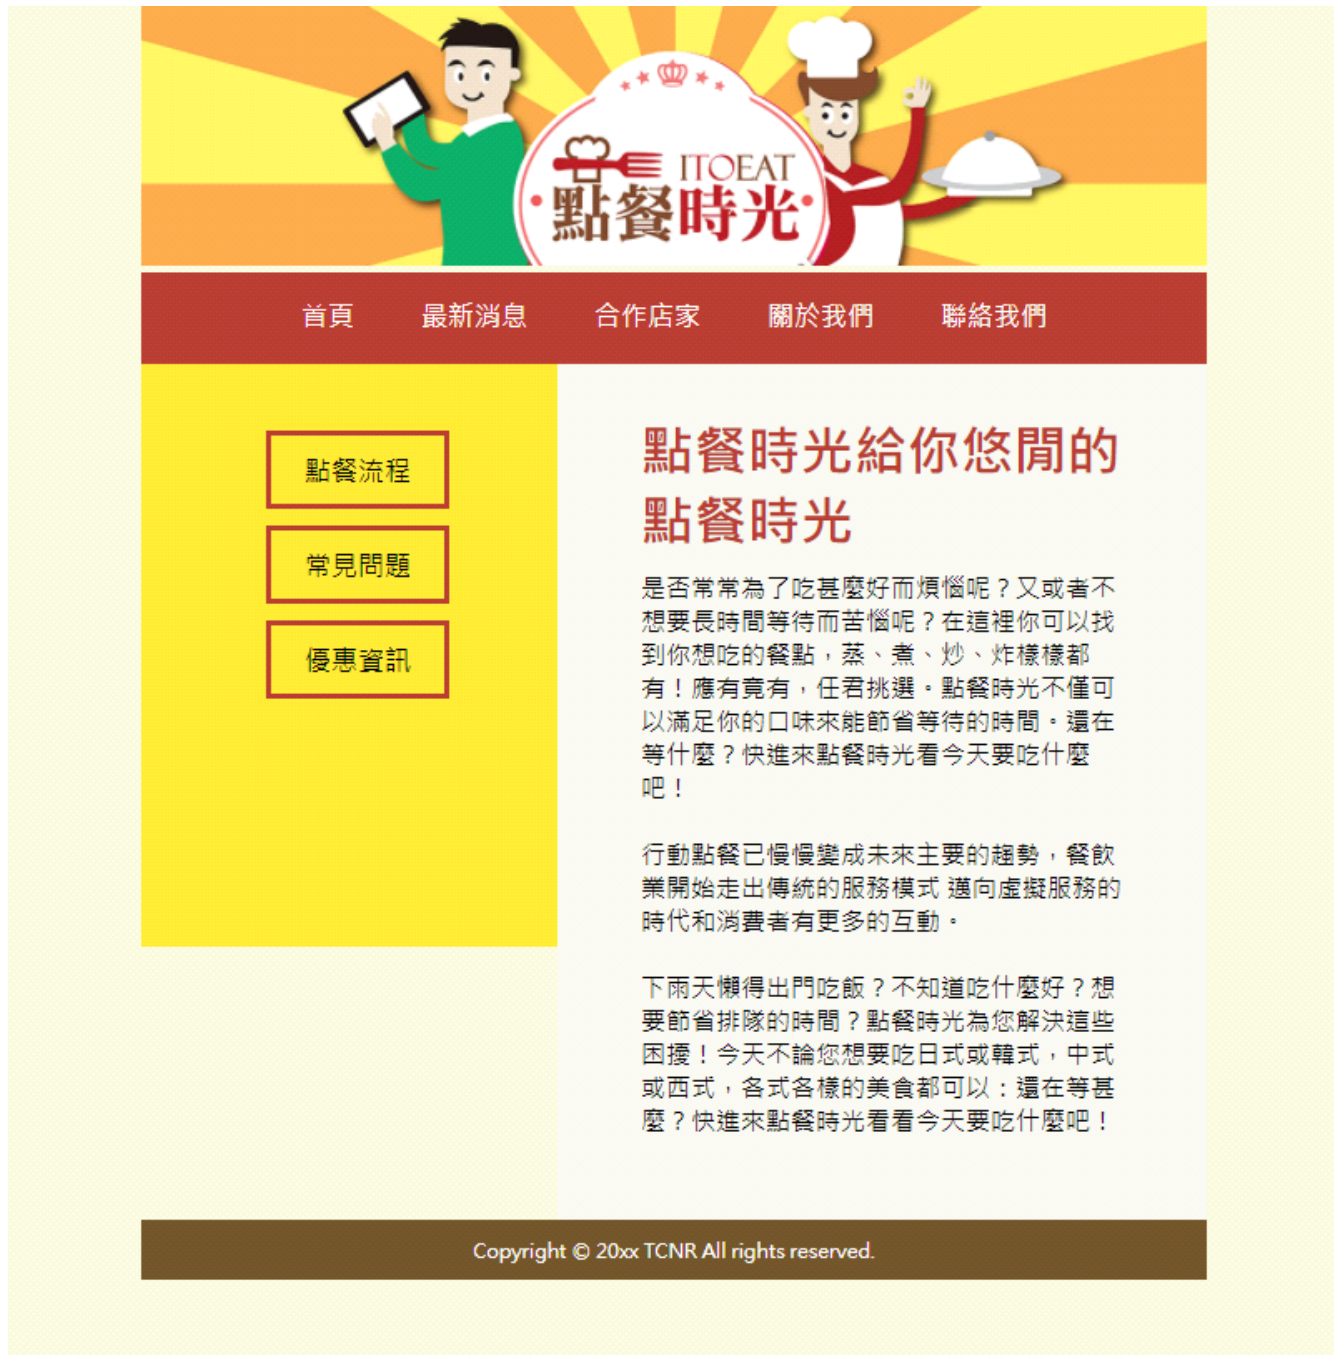 ITOEAT
點餐時光
首頁 最新消息 合作店家 關於我們 聯絡我們
點餐流程
常見問題
優惠資訊
點餐時光給你悠閒的
點餐時光
是否常常為了吃甚麼好而煩惱呢？又或者不
想要長時間等待而苦惱呢？在這裡你可以找
到你想吃的餐點，蒸、煮、炒、炸樣樣都
有！應有竟有，任君挑選。點餐時光不僅可
以滿足你的口味來能節省等待的時間。還在
等什麼？快進來點餐時光看今天要吃什麼
吧！
行動點餐已慢慢變成未來主要的趨勢，餐飲
業開始走出傳統的服務模式 邁向虛擬服務的
時代和消費者有更多的互動。
下雨天懶得出門吃飯？不知道吃什麼好？想
要節省排隊的時間？點餐時光為您解決這些
困擾！今天不論您想要吃日式或韓式，中式
或西式，各式各樣的美食都可以：還在等甚
麼？快進來點餐時光看看今天要吃什麼吧！
Copyright © 20xx TCNR All rights reserved.